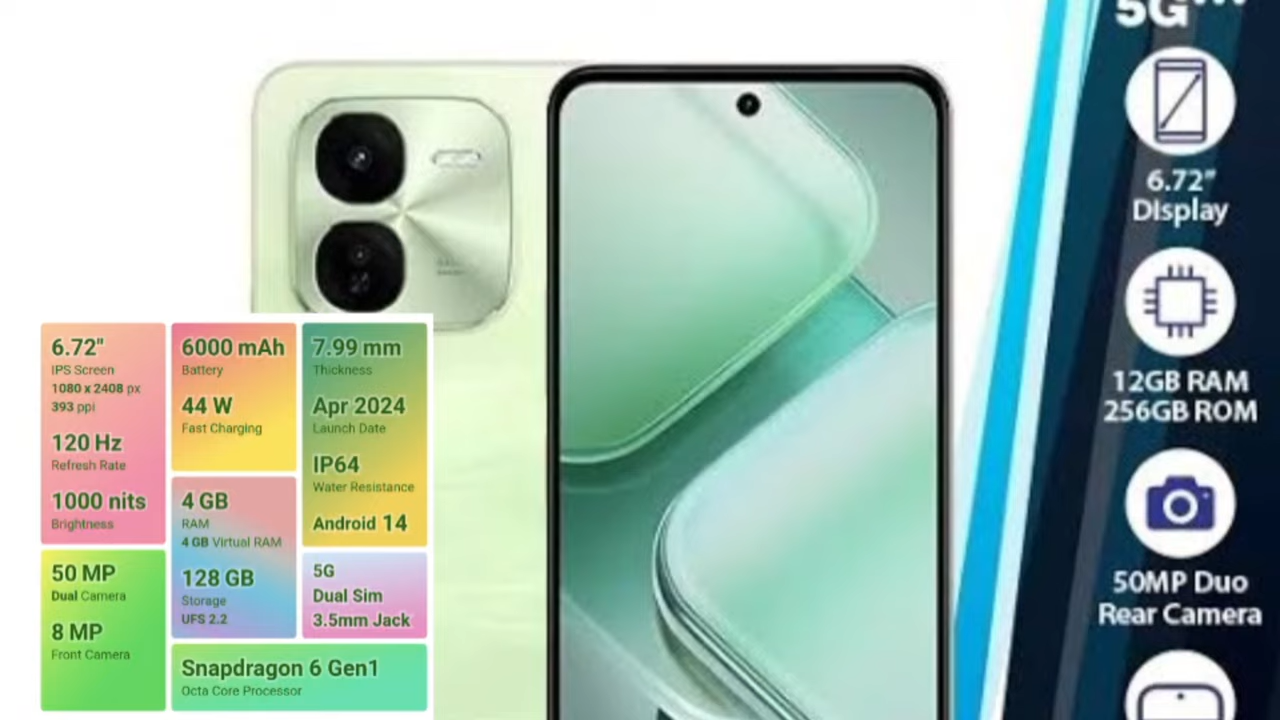 6.72"
IPS Screen
1080 x 2408 px
393 ppi
120 Hz
Refresh Rate
1000 nits
Brightness
50 MP
Dual Camera
8 MP
Front Camera
6000 mAh
Battery
44 W
Fast Charging
4 GB
RAM
4 GB Virtual RAM
128 GB
Storage
UFS 2.2
7.99 mm
Thickness
Apr 2024
Launch Date
IP64
Water Resistance
Android 14
5G
Dual Sim
3.5mm Jack
Snapdragon 6 Gen1
Octa Core Processor
5G
6.72"
Display
12GB RAM
256GB ROM
50MP Duo
Rear Camera